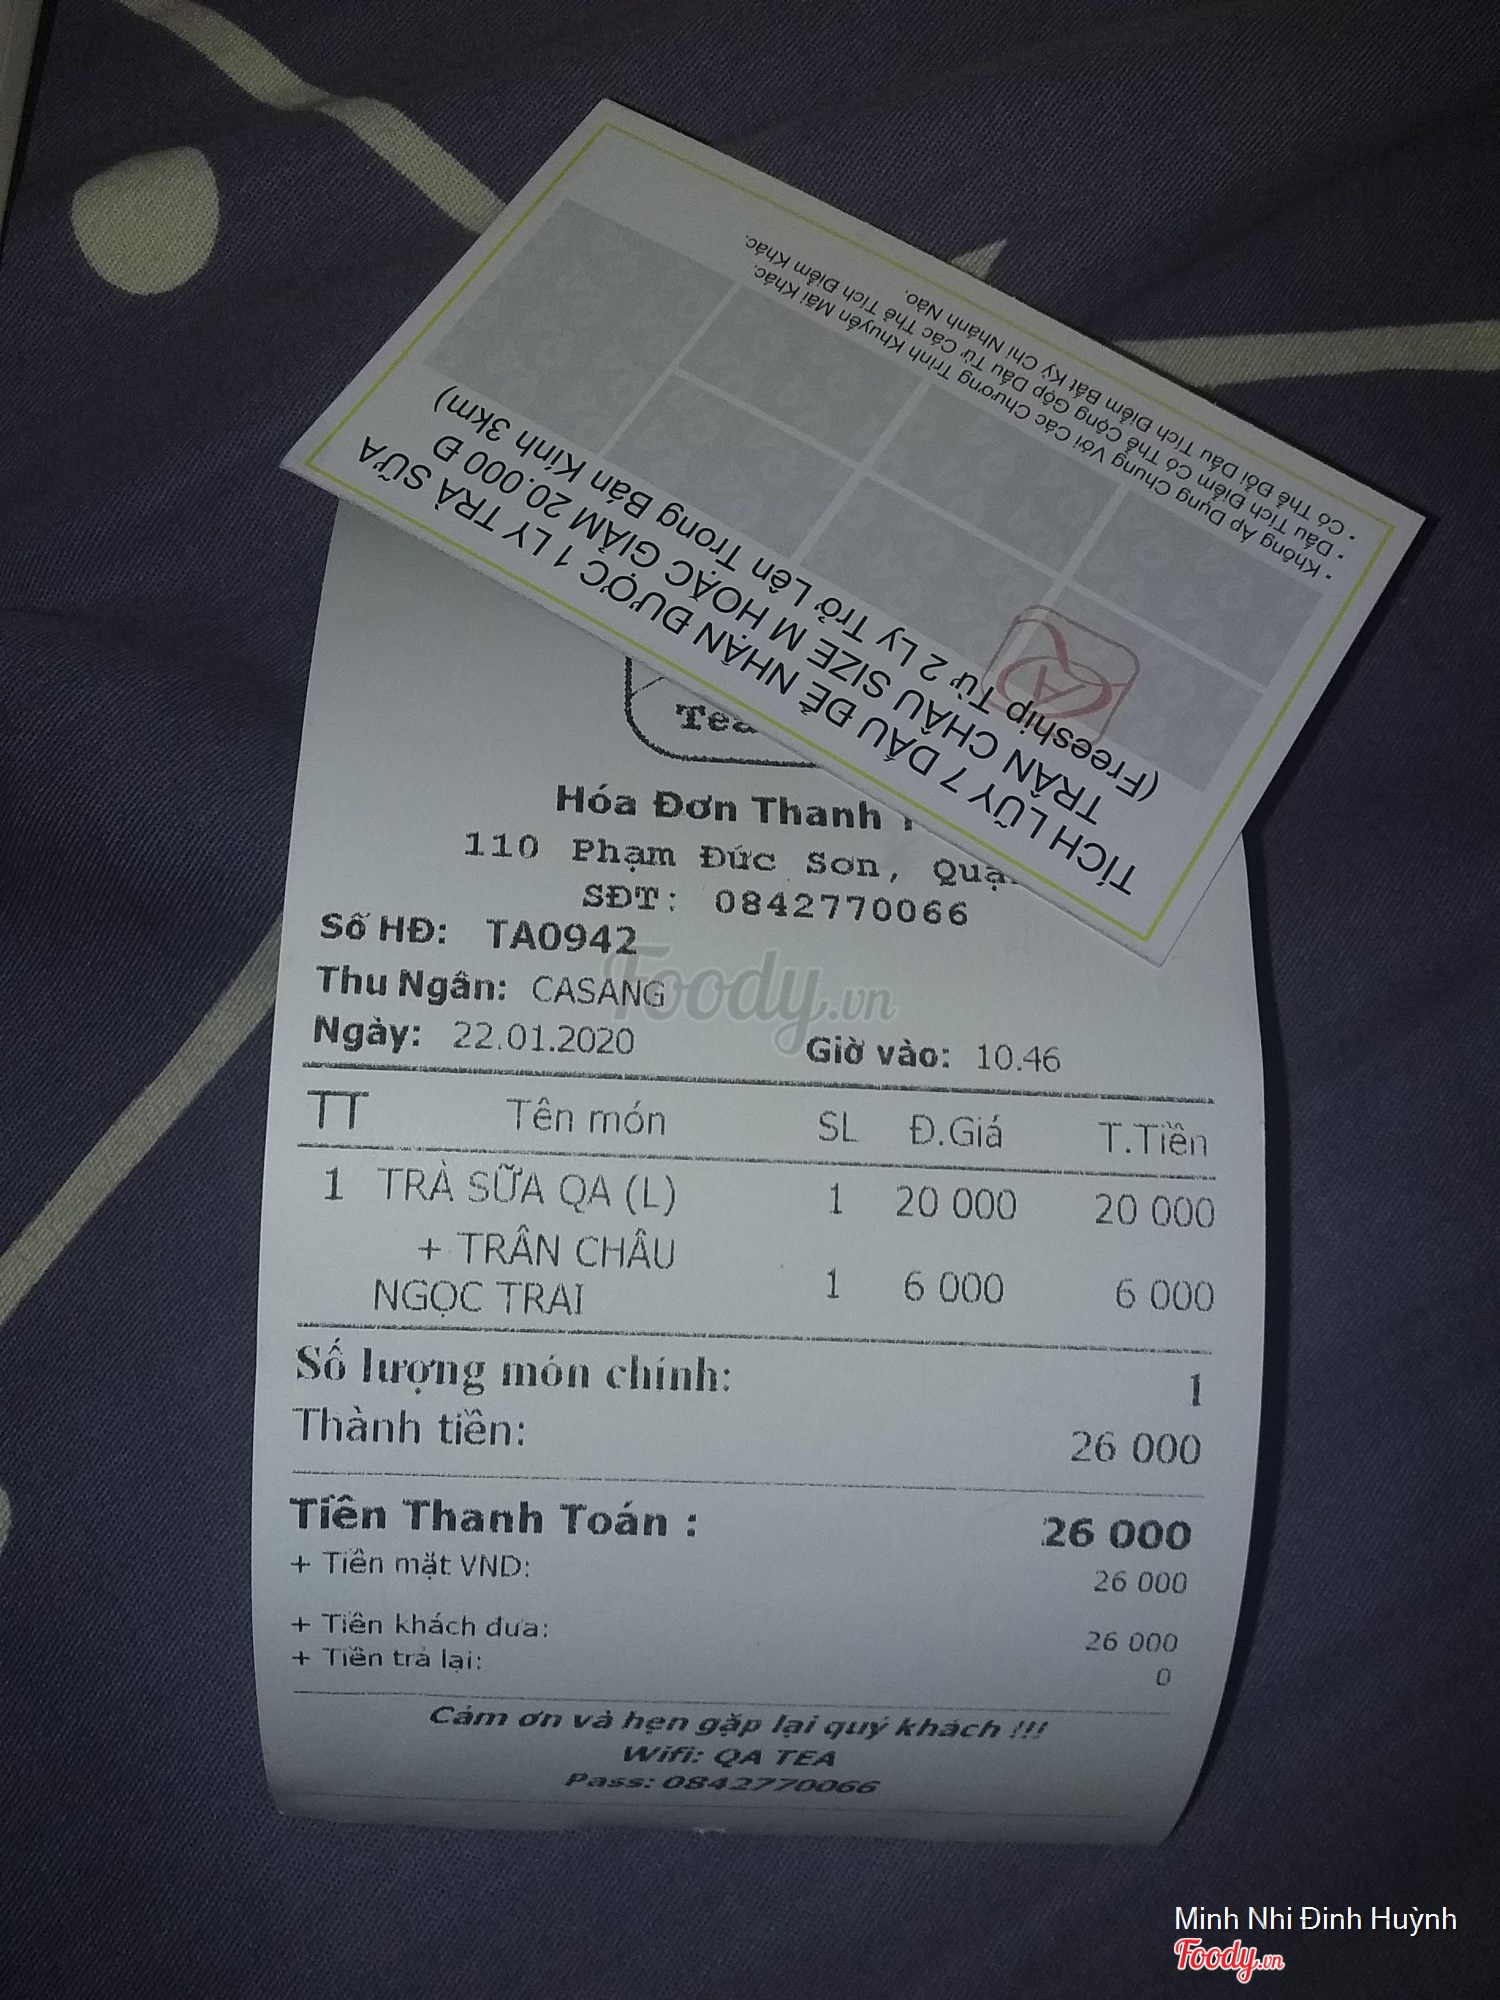 TÍCH LŨY 7 DẤU ĐỂ NHẬN ĐƯỢC 1 LY TRÀ SỮA
TRÂN CHÂU SIZE M HOẶC GIẢM 20.000 Đ
(Freeship Từ 2 Ly Trở Lên Trong Bán Kính 3km)
• Không Áp Dụng Chung Với Các Chương Trình Khuyến Mãi Khác.
• Dấu Tích Điểm Có Thể Cộng Gộp Dấu Từ Các Thẻ Tích Điểm Khác.
• Có Thể Đổi Dấu Tích Điểm Bất Kỳ Chi Nhánh Nào.
Hóa Đơn Thanh
110 Phạm Đức Sơn,
SĐT: 0842770066
Số HĐ: TA0942
Thu Ngân: CASANG
Foody.vn
Ngày: 22.01.2020 Giờ vào: 10.46
TT Tên món SL Đ.Giá T.Tiền
1 TRÀ SỮA QA (L) 1 20 000 20 000
+ TRÂN CHÂU
NGỌC TRAI 1 6 000 6 000
Số lượng món chính: 1
Thành tiền: 26 000
Tiền Thanh Toán : 26 000
+ Tiền mặt VND: 26 000
+ Tiền khách đưa: 26 000
+ Tiền trả lại: 0
Cám ơn và hẹn gặp lại quý khách !!!
Wifi: QA TEA
Pass: 0842770066
Minh Nhi Đinh Huỳnh
Foody.vn